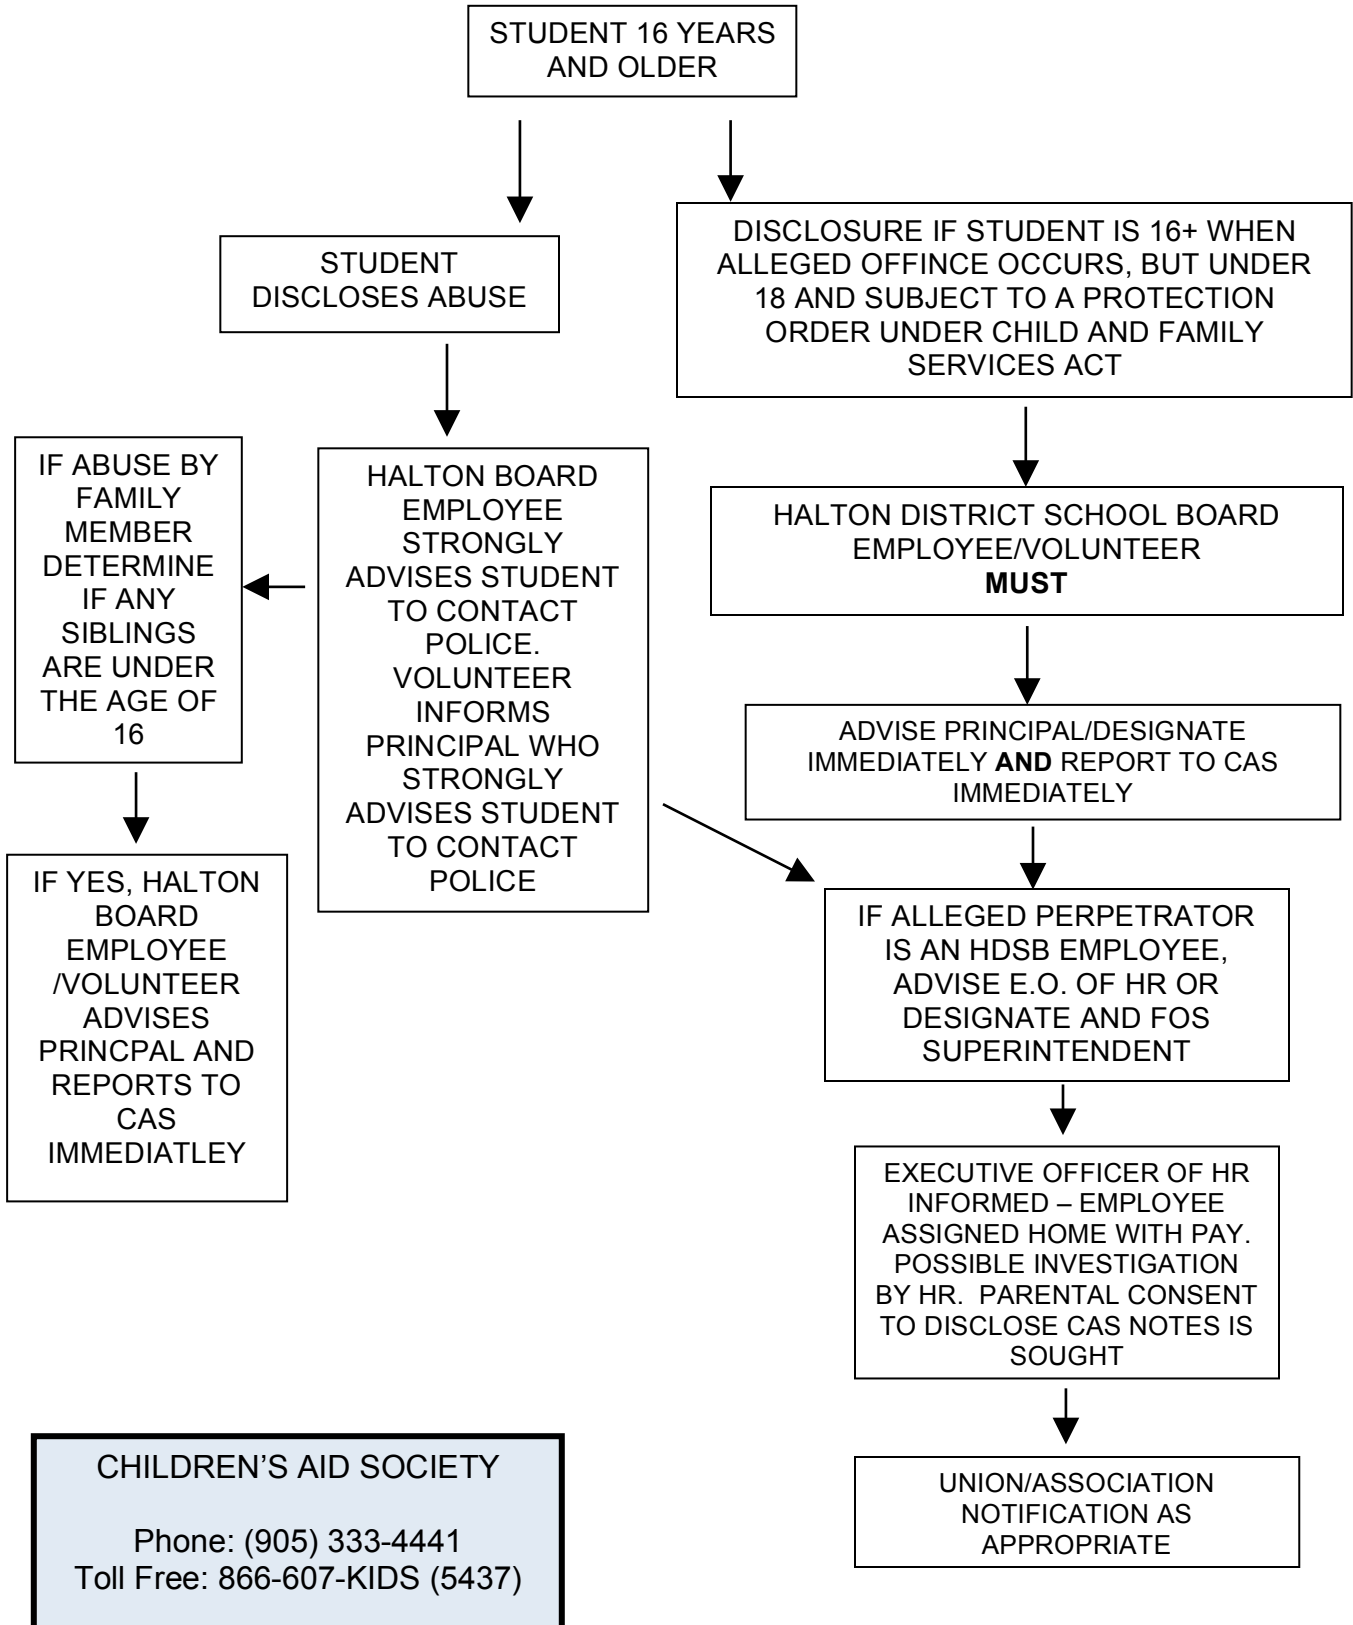 STUDENT 16 YEARS
AND OLDER
STUDENT
DISCLOSES ABUSE
DISCLOSURE IF STUDENT IS 16+ WHEN
ALLEGED OFFINCE OCCURS, BUT UNDER
18 AND SUBJECT TO A PROTECTION
ORDER UNDER CHILD AND FAMILY
SERVICES ACT
IF ABUSE BY
FAMILY
MEMBER
DETERMINE
IF ANY
SIBLINGS
ARE UNDER
THE AGE OF
16
HALTON BOARD
EMPLOYEE
STRONGLY
ADVISES STUDENT
TO CONTACT
POLICE.
VOLUNTEER
INFORMS
PRINCIPAL WHO
STRONGLY
ADVISES STUDENT
TO CONTACT
POLICE
HALTON DISTRICT SCHOOL BOARD
EMPLOYEE/VOLUNTEER
MUST
ADVISE PRINCIPAL/DESIGNATE
IMMEDIATELY AND REPORT TO CAS
IMMEDIATELY
IF YES, HALTON
BOARD
EMPLOYEE
/VOLUNTEER
ADVISES
PRINCPAL AND
REPORTS TO
CAS
IMMEDIATLEY
IF ALLEGED PERPETRATOR
IS AN HDSB EMPLOYEE,
ADVISE E.O. OF HR OR
DESIGNATE AND FOS
SUPERINTENDENT
EXECUTIVE OFFICER OF HR
INFORMED – EMPLOYEE
ASSIGNED HOME WITH PAY.
POSSIBLE INVESTIGATION
BY HR.  PARENTAL CONSENT
TO DISCLOSE CAS NOTES IS
SOUGHT
UNION/ASSOCIATION
NOTIFICATION AS
APPROPRIATE
CHILDREN’S AID SOCIETY
Phone: (905) 333-4441
Toll Free: 866-607-KIDS (5437)